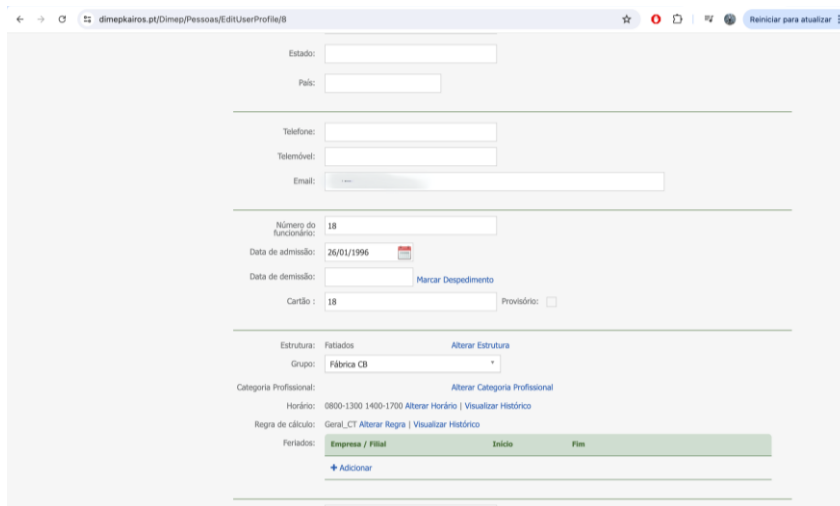 dimepkairos.pt/Dimep/Pessoas/EditUserProfile/8
Reiniciar para atualizar
Estado:
País:
Telefone:
Telemóvel:
Email:
Número do funcionário: 18
Data de admissão: 26/01/1996
Data de demissão: Marcar Despedimento
Cartão : 18 Provisório:
Estrutura: Fatiados Alterar Estrutura
Grupo: Fábrica CB
Categoria Profissional: Alterar Categoria Profissional
Horário: 0800-1300 1400-1700 Alterar Horário | Visualizar Histórico
Regra de cálculo: Geral_CT Alterar Regra | Visualizar Histórico
Feriados: Empresa / Filial Início Fim
+ Adicionar